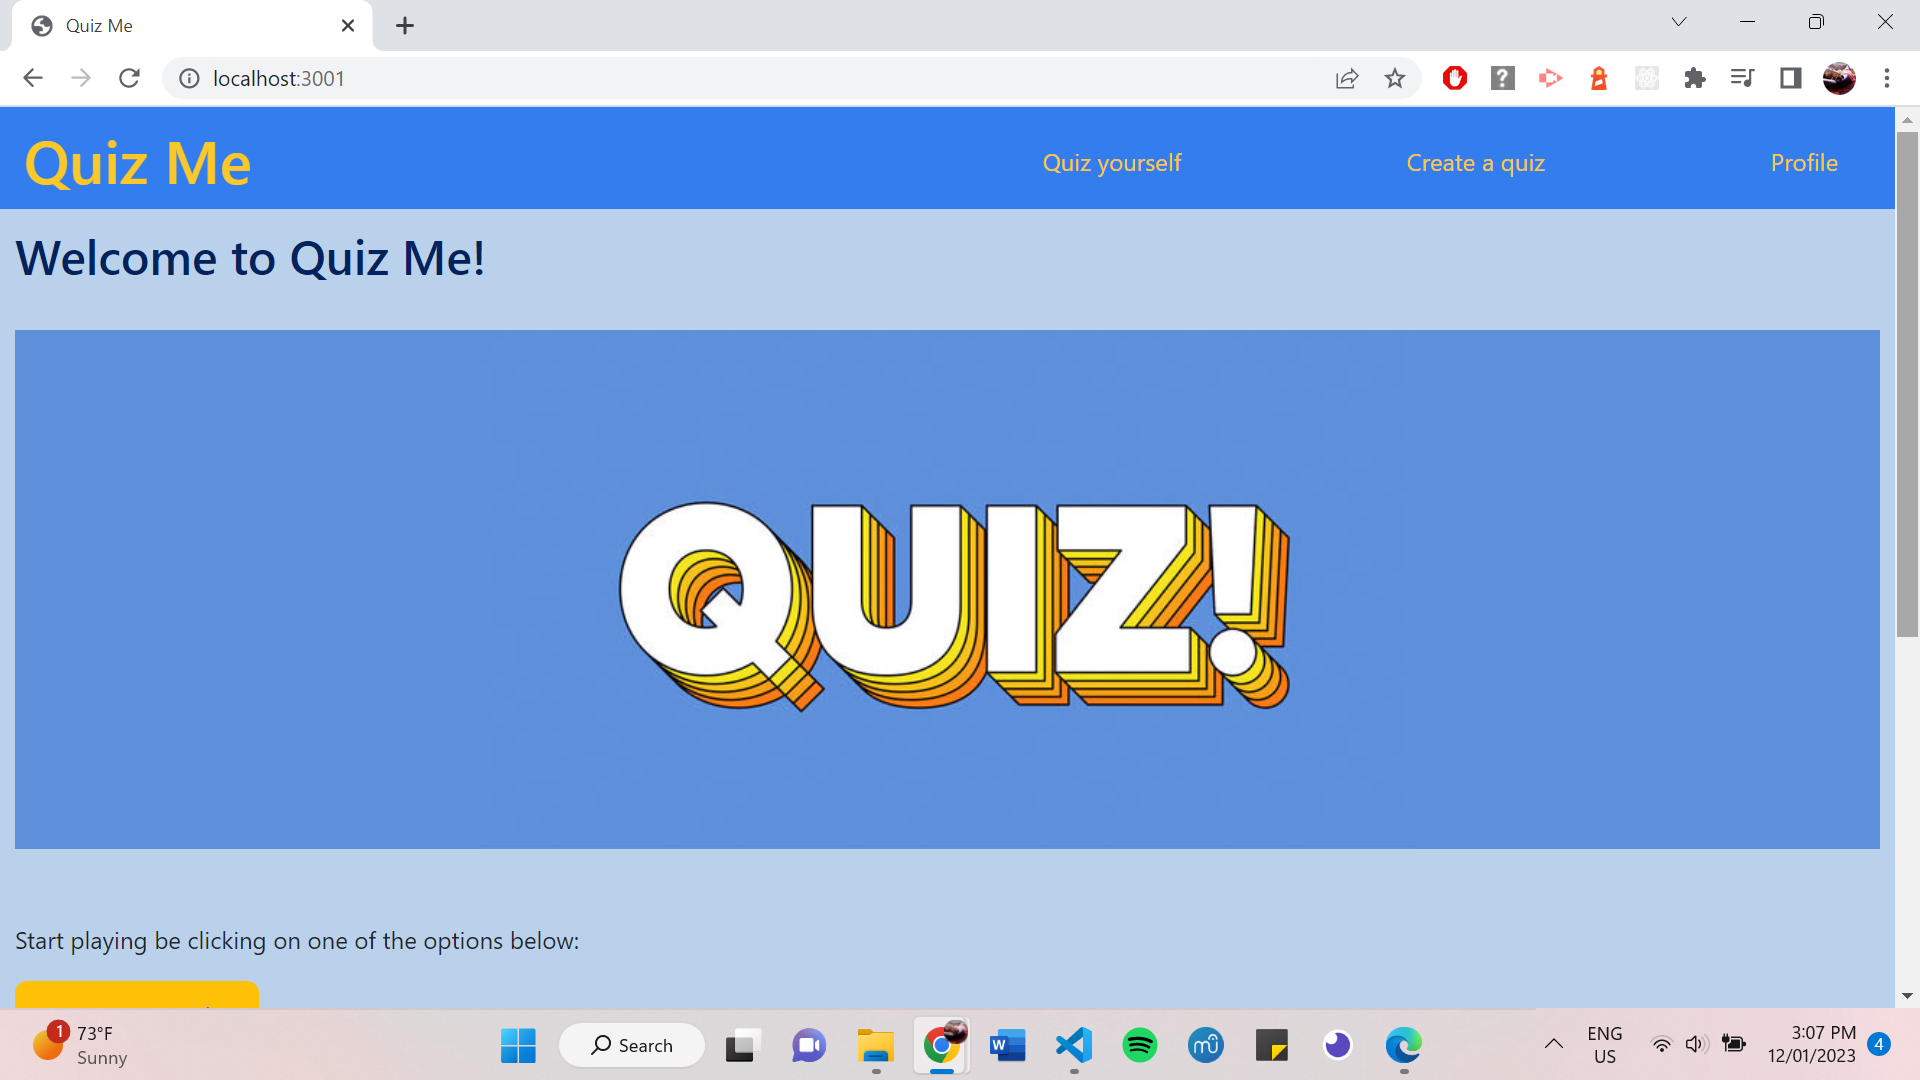 Quiz Me
localhost:3001
Quiz Me
Quiz yourself
Create a quiz
Profile
Welcome to Quiz Me!
QUIZ!
Start playing be clicking on one of the options below:
1
73°F
Sunny
Search
ENG
US
3:07 PM
12/01/2023
4